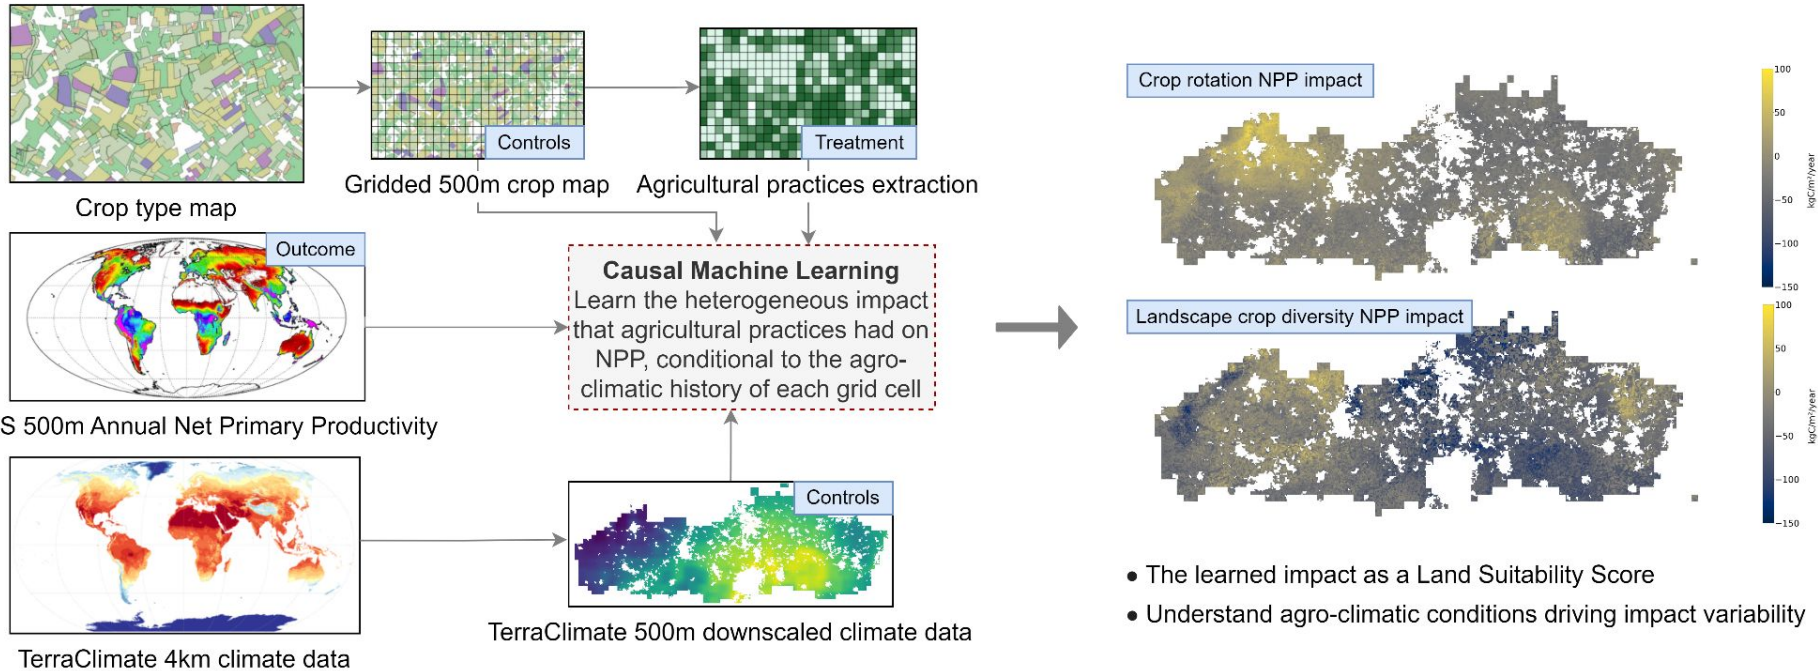 Controls
Treatment
Gridded 500m crop map
Agricultural practices extraction
Crop type map
Outcome
S 500m Annual Net Primary Productivity
Causal Machine Learning
Learn the heterogeneous impact
that agricultural practices had on
NPP, conditional to the agro-
climatic history of each grid cell
Controls
TerraClimate 500m downscaled climate data
TerraClimate 4km climate data
Crop rotation NPP impact
100
50
0
−50
−100
−150
kgC/m²/year
Landscape crop diversity NPP impact
100
50
0
−50
−100
−150
kgC/m²/year
● The learned impact as a Land Suitability Score
● Understand agro-climatic conditions driving impact variability